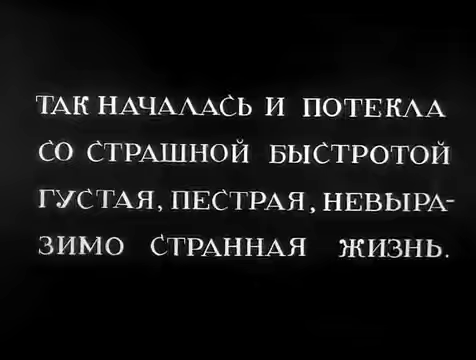 ТАК НАЧАЛАСЬ И ПОТЕКЛА
СО СТРАШНОЙ БЫСТРОТОЙ
ГУСТАЯ, ПЕСТРАЯ, НЕВЫРА-
ЗИМО СТРАННАЯ ЖИЗНЬ.